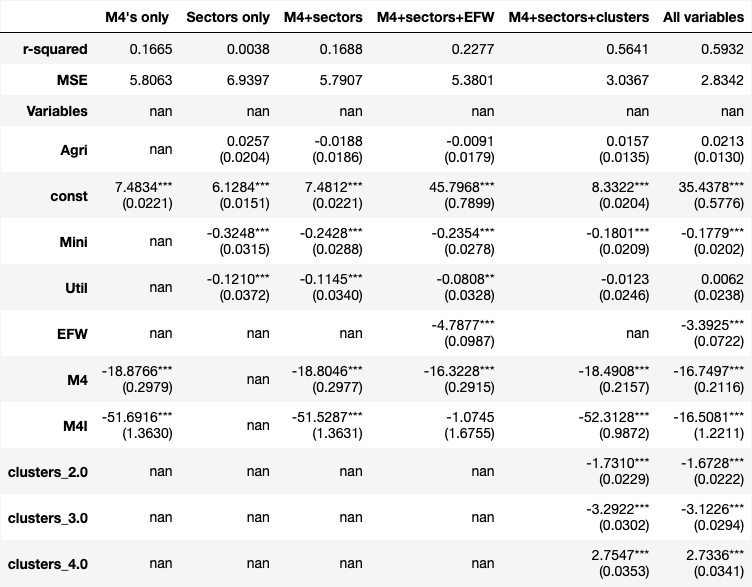 M4's only Sectors only M4+sectors M4+sectors+EFW M4+sectors+clusters All variables
r-squared 0.1665 0.0038 0.1688 0.2277 0.5641 0.5932
MSE 5.8063 6.9397 5.7907 5.3801 3.0367 2.8342
Variables nan nan nan nan nan nan
Agri nan 0.0257 -0.0188 -0.0091 0.0157 0.0213
(0.0204) (0.0186) (0.0179) (0.0135) (0.0130)
const 7.4834*** 6.1284*** 7.4812*** 45.7968*** 8.3322*** 35.4378***
(0.0221) (0.0151) (0.0221) (0.7899) (0.0204) (0.5776)
Mini nan -0.3248*** -0.2428*** -0.2354*** -0.1801*** -0.1779***
(0.0315) (0.0288) (0.0278) (0.0209) (0.0202)
Util nan -0.1210*** -0.1145*** -0.0808** -0.0123 0.0062
(0.0372) (0.0340) (0.0328) (0.0246) (0.0238)
EFW nan nan nan -4.7877*** nan -3.3925***
(0.0987) (0.0722)
M4 -18.8766*** nan -18.8046*** -16.3228*** -18.4908*** -16.7497***
(0.2979) (0.2977) (0.2915) (0.2157) (0.2116)
M4I -51.6916*** nan -51.5287*** -1.0745 -52.3128*** -16.5081***
(1.3630) (1.3631) (1.6755) (0.9872) (1.2211)
clusters_2.0 nan nan nan nan -1.7310*** -1.6728***
(0.0229) (0.0222)
clusters_3.0 nan nan nan nan -3.2922*** -3.1226***
(0.0302) (0.0294)
clusters_4.0 nan nan nan nan 2.7547*** 2.7336***
(0.0353) (0.0341)